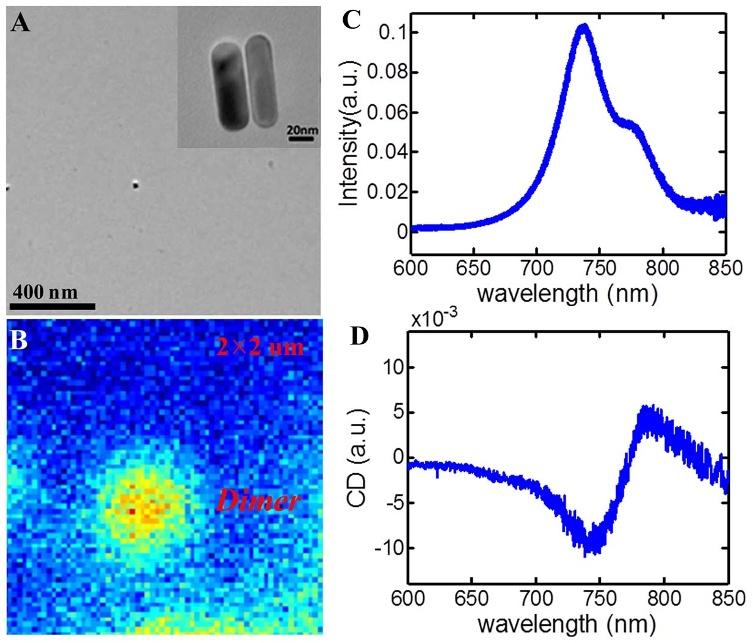 A
20nm
400 nm
B
2×2 um
Dimer
C
0.1
0.08
0.06
0.04
0.02
0
Intensity(a.u.)
600 650 700 750 800 850
wavelength (nm)
D
x10-3
10
5
0
-5
-10
CD (a.u.)
600 650 700 750 800 850
wavelength (nm)